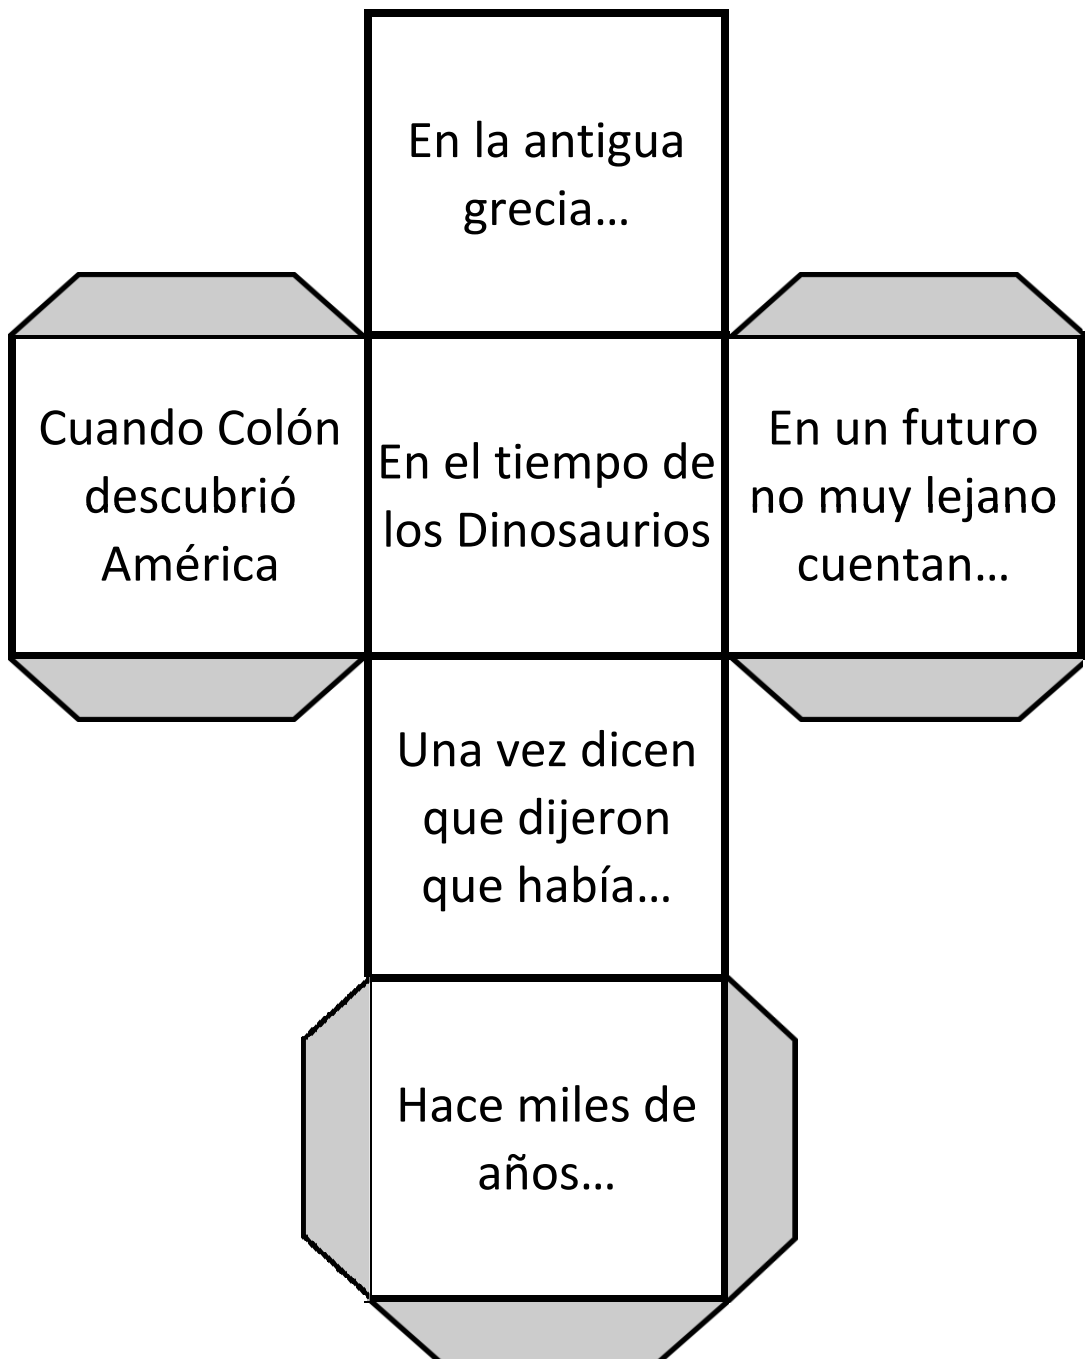 En la antigua
grecia...
Cuando Colón
descubrió
América
En el tiempo de
los Dinosaurios
En un futuro
no muy lejano
cuentan...
Una vez dicen
que dijeron
que había...
Hace miles de
años...